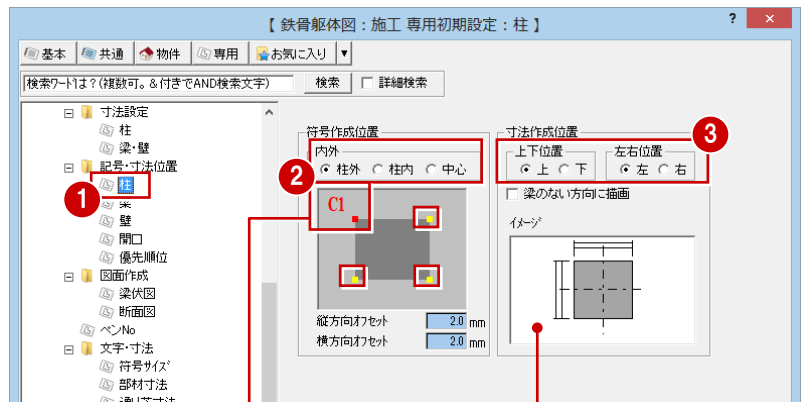 【 鉄骨躯体図：施工 専用初期設定：柱 】
? ×
基本 共通 物件 専用 お気に入り ▼
検索ワードは?(複数可。&付きでAND検索文字) 検索 詳細検索
寸法設定
柱
梁・壁
記号・寸法位置
1
柱
梁
壁
開口
優先順位
図面作成
梁伏図
断面図
ペンNo
文字・寸法
符号サイズ
部材寸法
通り芯寸法
符号作成位置
2
内外
柱外 柱内 中心
C1
縦方向オフセット 2.0 mm
横方向オフセット 2.0 mm
寸法作成位置
3
上下位置
上 下
左右位置
左 右
梁のない方向に描画
イメージ